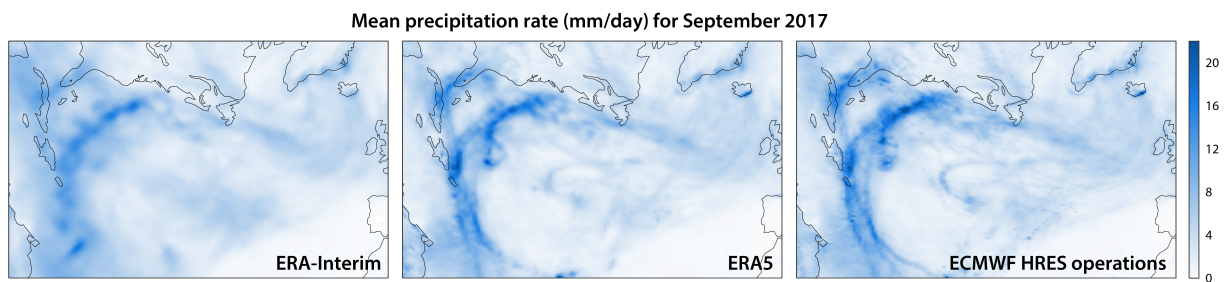 Mean precipitation rate (mm/day) for September 2017
ERA-Interim
ERA5
ECMWF HRES operations
20
16
12
8
4
0